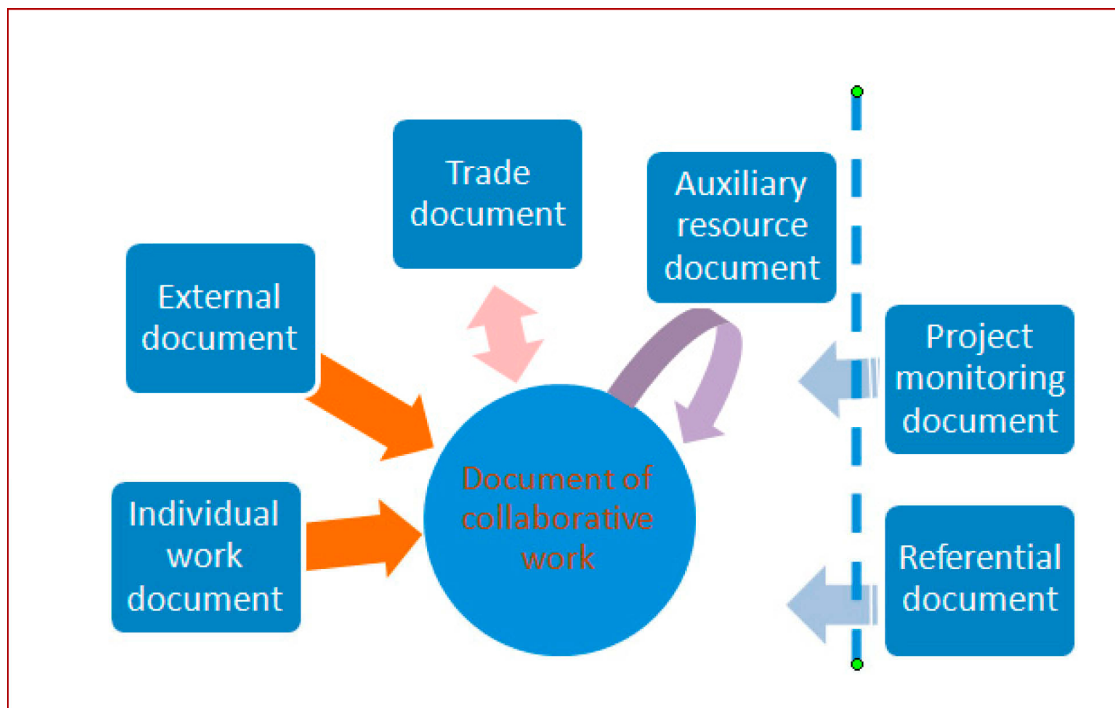 Trade
document
Auxiliary
resource
document
External
document
Project
monitoring
document
Individual
work
document
Document of
collaborative
work
Referential
document